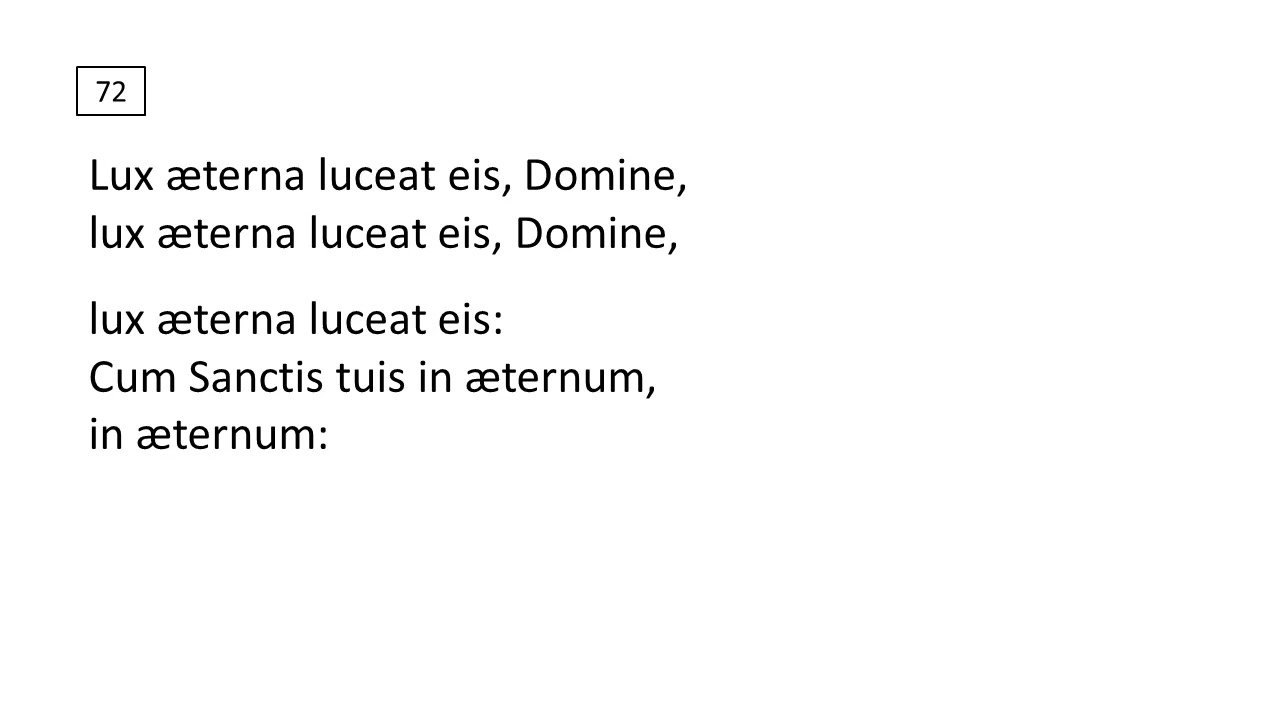 72
Lux æterna luceat eis, Domine,
lux æterna luceat eis, Domine,
lux æterna luceat eis:
Cum Sanctis tuis in æternum,
in æternum: